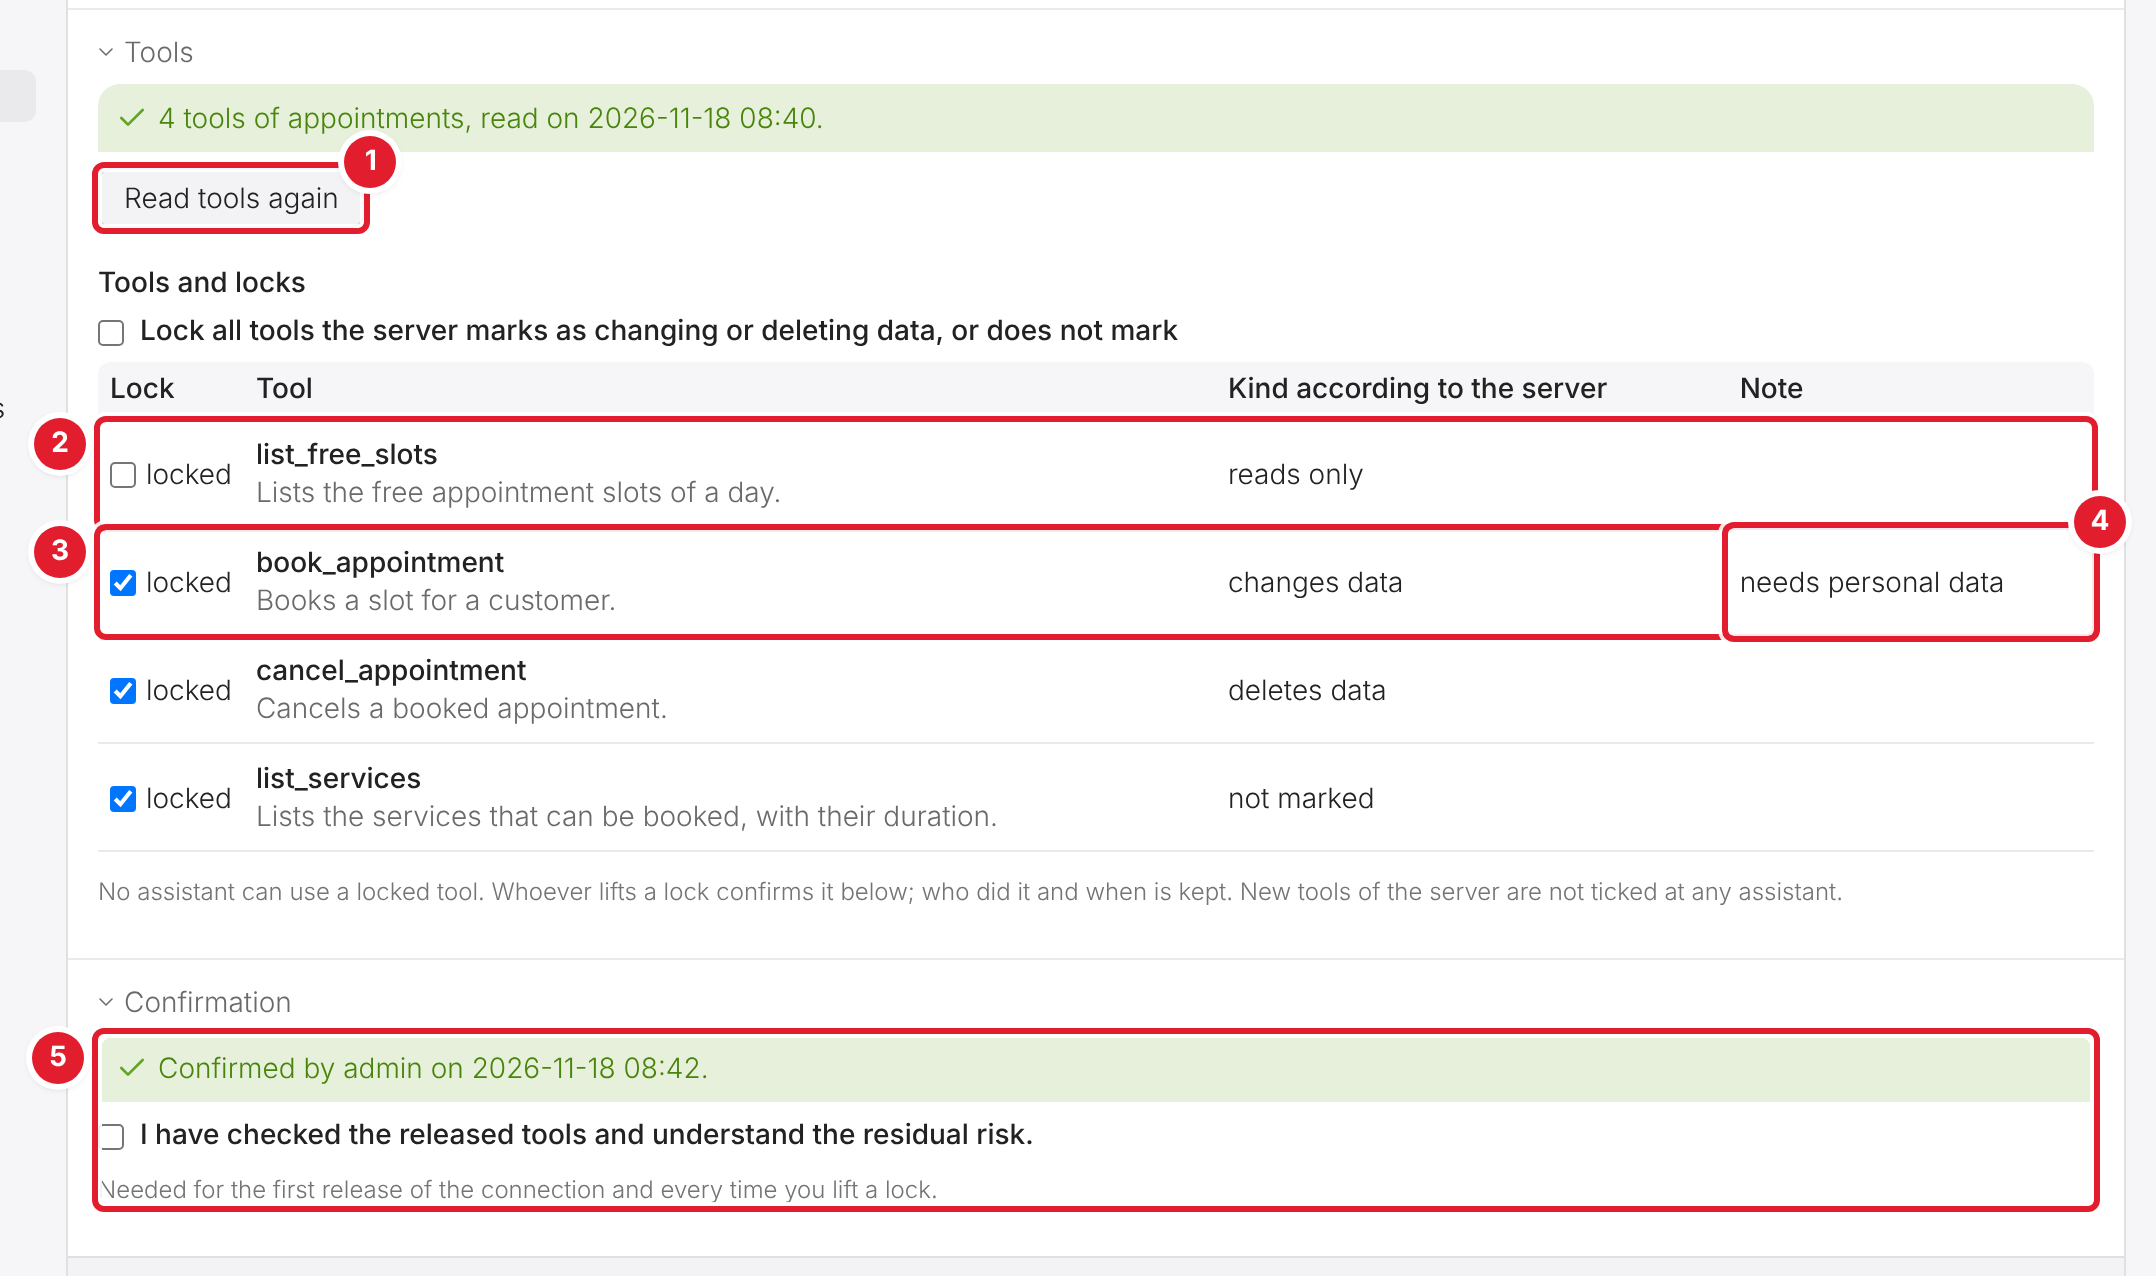 Tools
4 tools of appointments, read on 2026-11-18 08:40.
1
Read tools again
Tools and locks
Lock all tools the server marks as changing or deleting data, or does not mark
Lock Tool Kind according to the server Note
2
locked list_free_slots reads only
Lists the free appointment slots of a day.
4
3
locked book_appointment changes data needs personal data
Books a slot for a customer.
locked cancel_appointment deletes data
Cancels a booked appointment.
locked list_services not marked
Lists the services that can be booked, with their duration.
No assistant can use a locked tool. Whoever lifts a lock confirms it below; who did it and when is kept. New tools of the server are not ticked at any assistant.
Confirmation
5
Confirmed by admin on 2026-11-18 08:42.
I have checked the released tools and understand the residual risk.
Needed for the first release of the connection and every time you lift a lock.